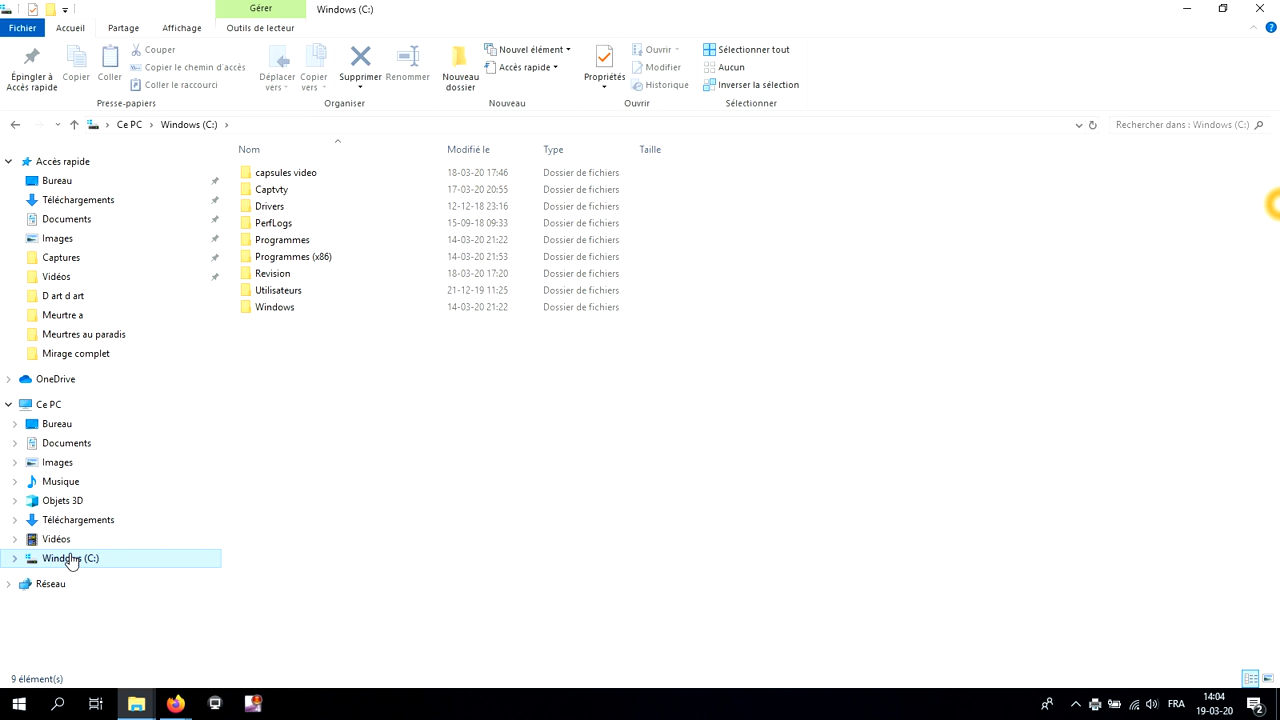 Gérer
Windows (C:)
Fichier
Accueil
Partage
Affichage
Outils de lecteur
Épingler à Accès rapide
Copier
Coller
Couper
Copier le chemin d'accès
Coller le raccourci
Presse-papiers
Déplacer vers
Copier vers
Supprimer
Renommer
Organiser
Nouveau dossier
Nouvel élément
Accès rapide
Nouveau
Propriétés
Ouvrir
Modifier
Historique
Ouvrir
Sélectionner tout
Aucun
Inverser la sélection
Sélectionner
Ce PC > Windows (C:) >
Rechercher dans : Windows (C:)
Accès rapide
Bureau
Téléchargements
Documents
Images
Captures
Vidéos
D art d art
Meurtre a
Meurtres au paradis
Mirage complet
OneDrive
Ce PC
Bureau
Documents
Images
Musique
Objets 3D
Téléchargements
Vidéos
Windows (C:)
Réseau
Nom Modifié le Type Taille
capsules video 18-03-20 17:46 Dossier de fichiers
Captvty 17-03-20 20:55 Dossier de fichiers
Drivers 12-12-18 23:16 Dossier de fichiers
PerfLogs 15-09-18 09:33 Dossier de fichiers
Programmes 14-03-20 21:22 Dossier de fichiers
Programmes (x86) 14-03-20 21:53 Dossier de fichiers
Revision 18-03-20 17:20 Dossier de fichiers
Utilisateurs 21-12-19 11:25 Dossier de fichiers
Windows 14-03-20 21:22 Dossier de fichiers
9 élément(s)
FRA
14:04
19-03-20
2